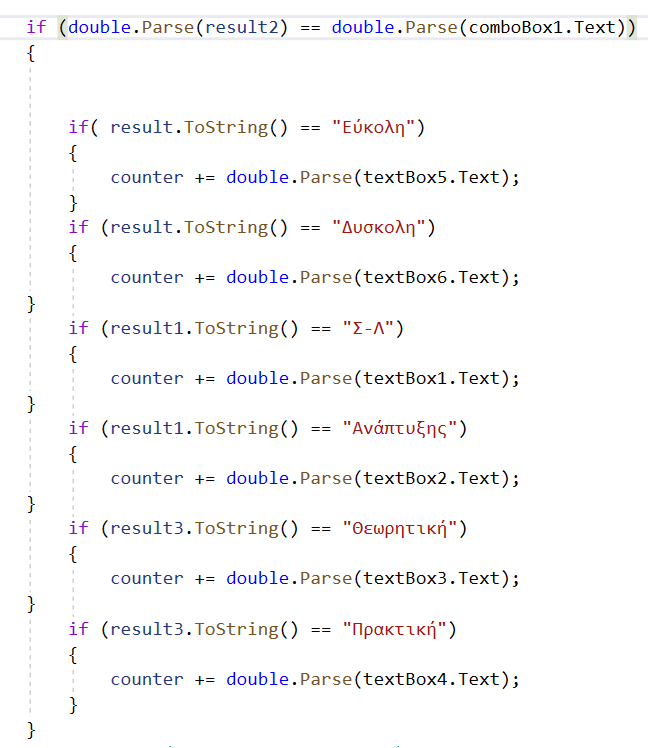 if (double.Parse(result2) == double.Parse(comboBox1.Text))
{
if( result.ToString() == "Εύκολη")
{
counter += double.Parse(textBox5.Text);
}
if (result.ToString() == "Δυσκολη")
{
counter += double.Parse(textBox6.Text);
}
if (result1.ToString() == "Σ-Λ")
{
counter += double.Parse(textBox1.Text);
}
if (result1.ToString() == "Ανάπτυξης")
{
counter += double.Parse(textBox2.Text);
}
if (result3.ToString() == "Θεωρητική")
{
counter += double.Parse(textBox3.Text);
}
if (result3.ToString() == "Πρακτική")
{
counter += double.Parse(textBox4.Text);
}
}